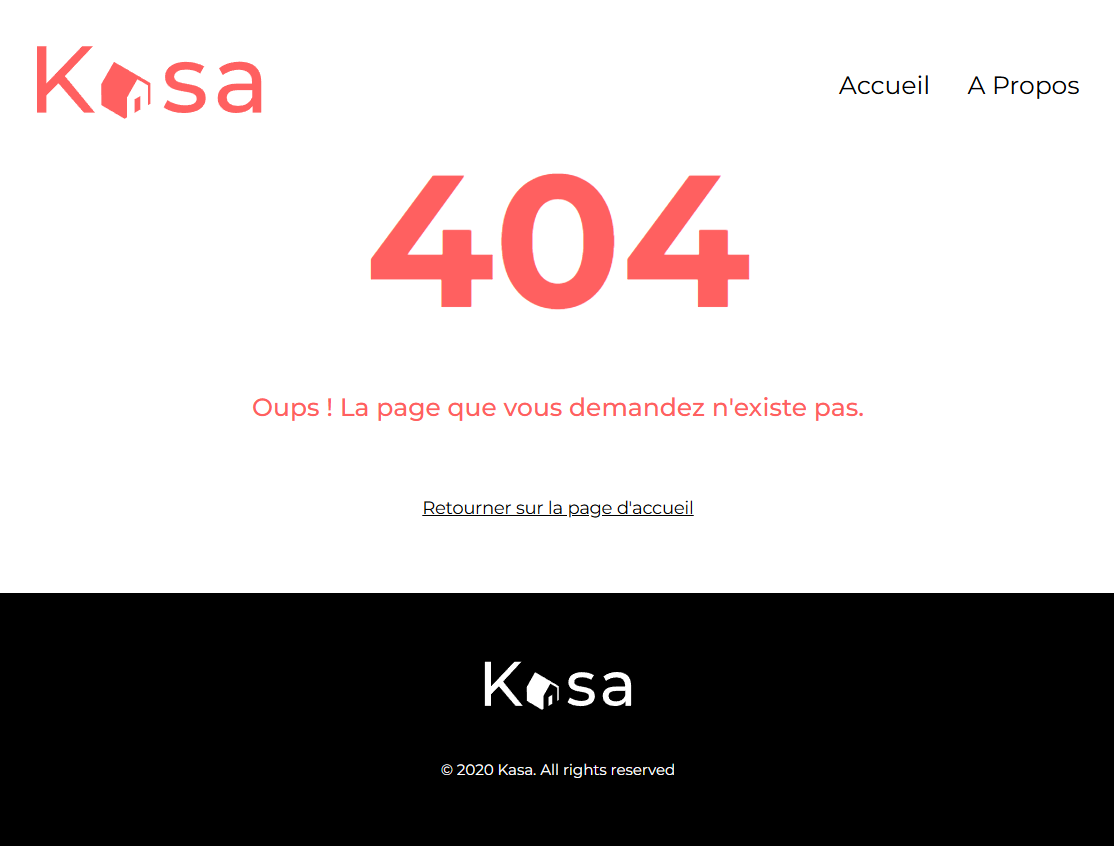 Kasa
Accueil A Propos
404
Oups ! La page que vous demandez n'existe pas.
Retourner sur la page d'accueil
Kasa
© 2020 Kasa. All rights reserved